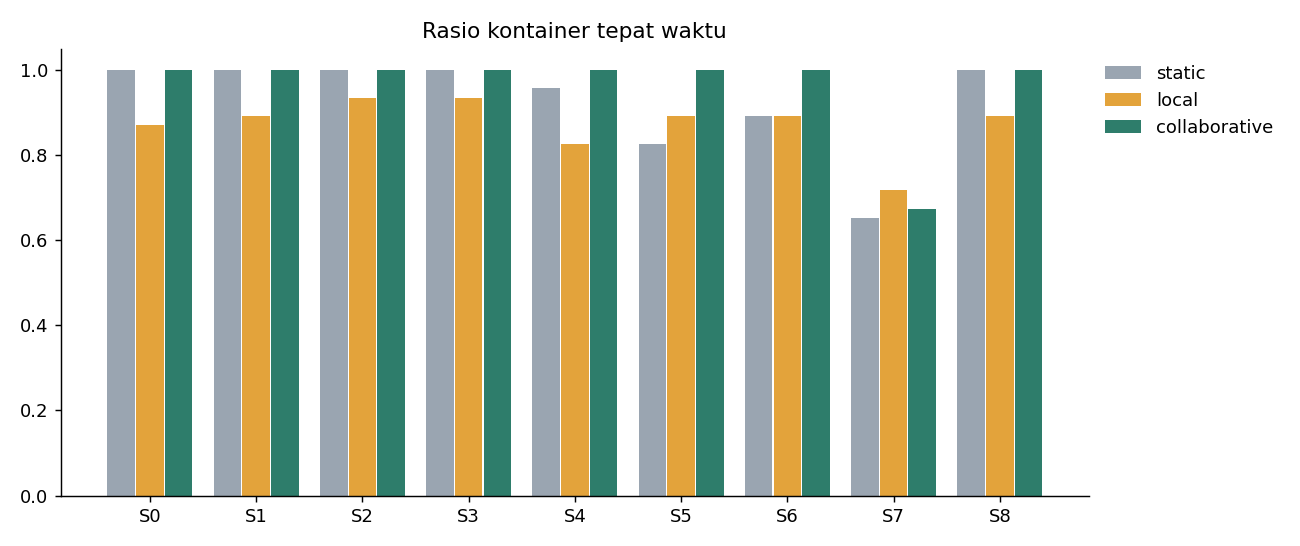 Rasio kontainer tepat waktu
1.0
0.8
0.6
0.4
0.2
0.0
S0 S1 S2 S3 S4 S5 S6 S7 S8
static
local
collaborative